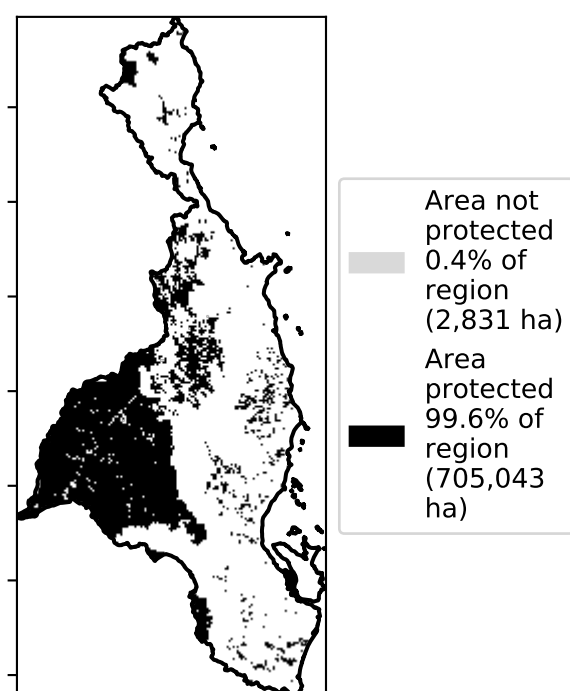 Area not
protected
0.4% of
region
(2,831 ha)
Area
protected
99.6% of
region
(705,043
ha)